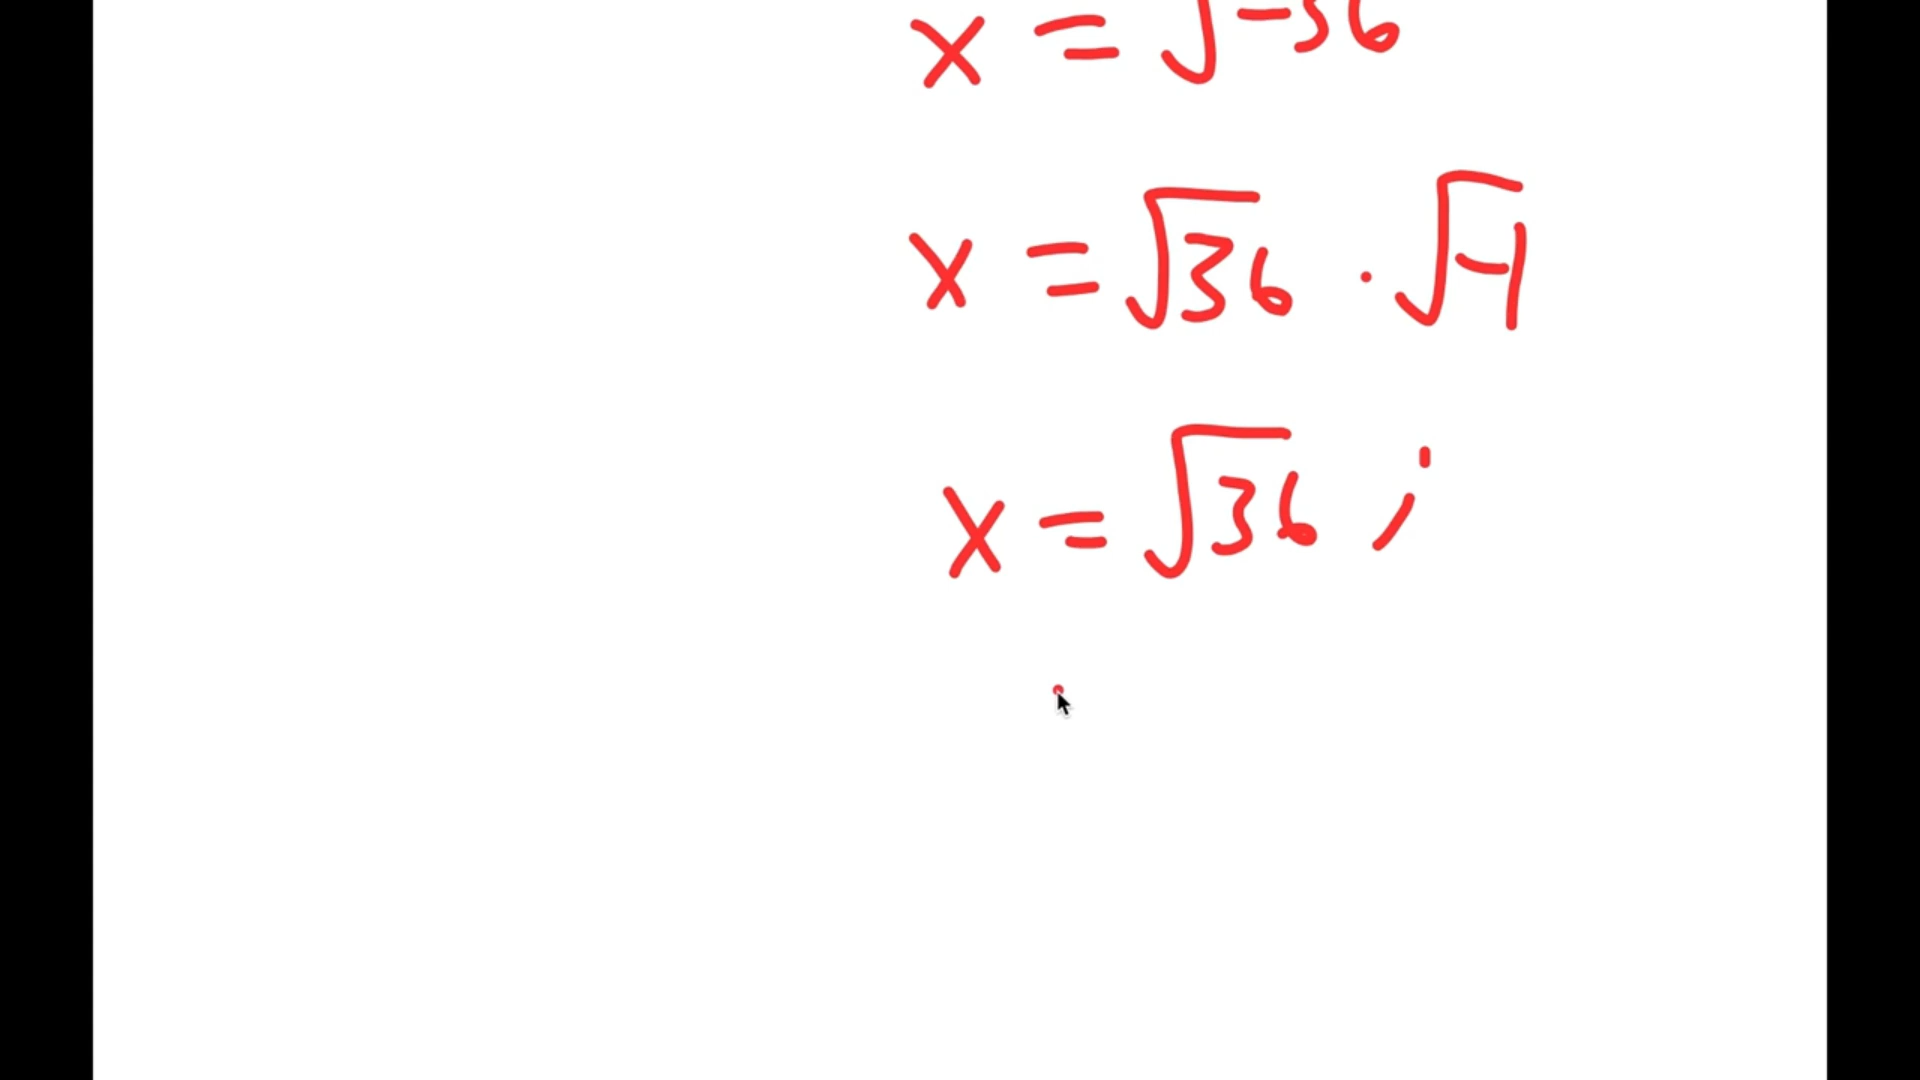 x = √-36
x = √36 · √-1
x = √36 i